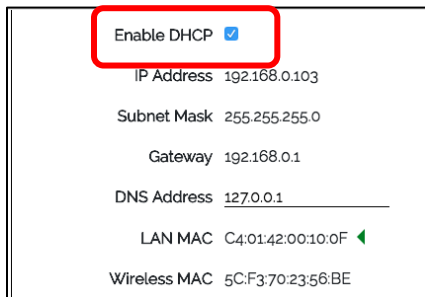 Enable DHCP
IP Address 192.168.0.103
Subnet Mask 255.255.255.0
Gateway 192.168.0.1
DNS Address 127.0.0.1
LAN MAC C4:01:42:00:10:0F
Wireless MAC 5C:F3:70:23:56:BE